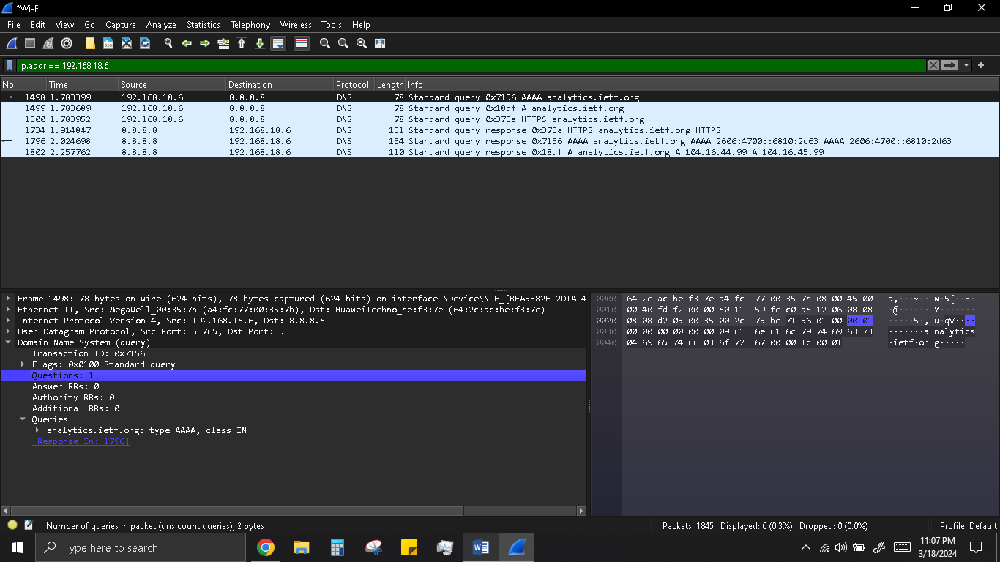 *Wi-Fi
File Edit View Go Capture Analyze Statistics Telephony Wireless Tools Help
ip.addr == 192.168.18.6
No. Time Source Destination Protocol Length Info
1498 1.783399 192.168.18.6 8.8.8.8 DNS 78 Standard query 0x7156 AAAA analytics.ietf.org
1499 1.783689 192.168.18.6 8.8.8.8 DNS 78 Standard query 0x18df A analytics.ietf.org
1500 1.783952 192.168.18.6 8.8.8.8 DNS 78 Standard query 0x373a HTTPS analytics.ietf.org
1734 1.914847 8.8.8.8 192.168.18.6 DNS 151 Standard query response 0x373a HTTPS analytics.ietf.org HTTPS
1796 2.024698 8.8.8.8 192.168.18.6 DNS 134 Standard query response 0x7156 AAAA analytics.ietf.org AAAA 2606:4700::6810:2c63 AAAA 2606:4700::6810:2d63
1802 2.257762 8.8.8.8 192.168.18.6 DNS 110 Standard query response 0x18df A analytics.ietf.org A 104.16.44.99 A 104.16.45.99
Frame 1498: 78 bytes on wire (624 bits), 78 bytes captured (624 bits) on interface \Device\NPF_{BFA5B82E-2D1A-4
Ethernet II, Src: MegaWell_00:35:7b (a4:fc:77:00:35:7b), Dst: HuaweiTechno_be:f3:7e (64:2c:ac:be:f3:7e)
Internet Protocol Version 4, Src: 192.168.18.6, Dst: 8.8.8.8
User Datagram Protocol, Src Port: 53765, Dst Port: 53
Domain Name System (query)
Transaction ID: 0x7156
Flags: 0x0100 Standard query
Questions: 1
Answer RRs: 0
Authority RRs: 0
Additional RRs: 0
Queries
analytics.ietf.org: type AAAA, class IN
[Response In: 1796]
0000 64 2c ac be f3 7e a4 fc 77 00 35 7b 08 00 45 00 d,···~·· w·5{··E·
0010 00 40 fd f2 00 00 80 11 59 fc c0 a8 12 06 08 08 ·@······ Y·······
0020 08 08 d2 05 00 35 00 2c 75 bc 71 56 01 00 00 01 ·····5·, u·qV····
0030 00 00 00 00 00 00 09 61 6e 61 6c 79 74 69 63 73 ·······a nalytics
0040 04 69 65 74 66 03 6f 72 67 00 00 1c 00 01 ·ietf·or g·····
Number of queries in packet (dns.count.queries), 2 bytes
Packets: 1845 · Displayed: 6 (0.3%) · Dropped: 0 (0.0%)
Profile: Default
Type here to search
11:07 PM
3/18/2024